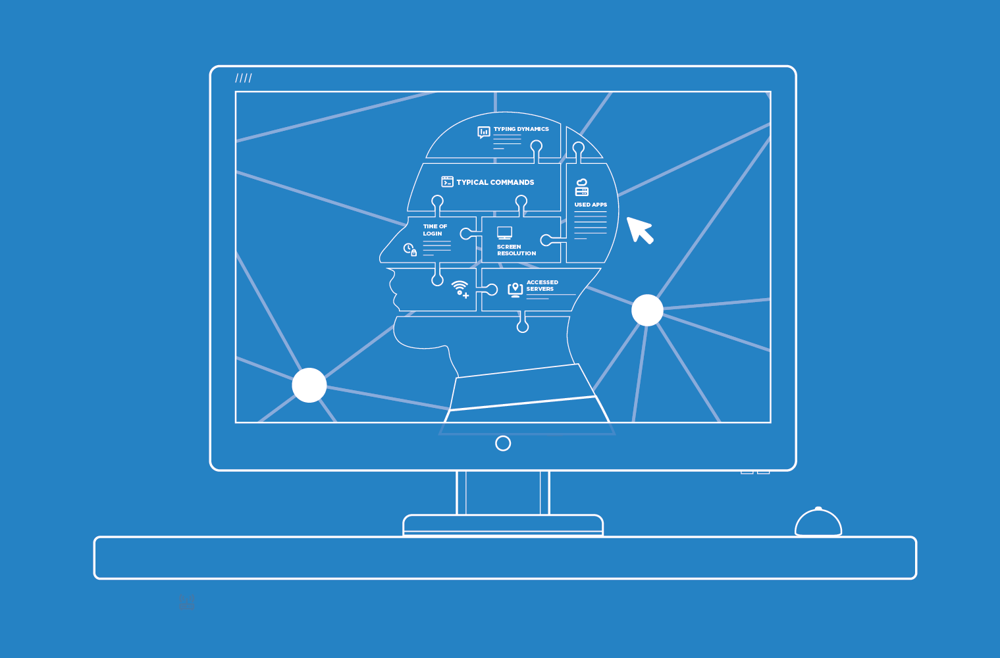 TYPING DYNAMICS
TYPICAL COMMANDS
USED APPS
TIME OF
LOGIN
SCREEN
RESOLUTION
ACCESSED
SERVERS